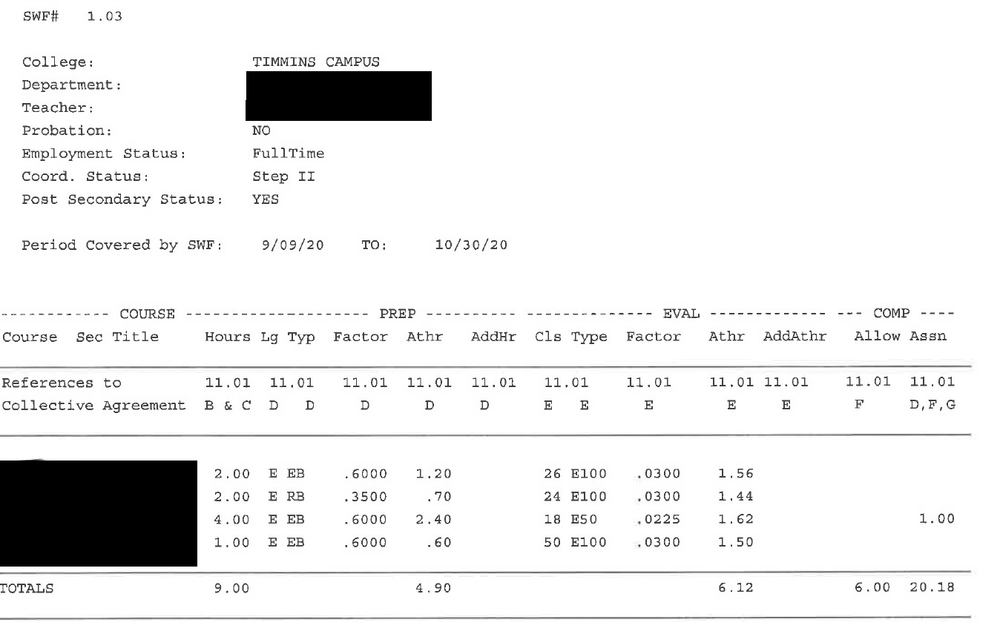 SWF# 1.03
College: TIMMINS CAMPUS
Department:
Teacher:
Probation: NO
Employment Status: FullTime
Coord. Status: Step II
Post Secondary Status: YES
Period Covered by SWF: 9/09/20 TO: 10/30/20
------------ COURSE -------------------- PREP ---------- -------------- EVAL ------------- --- COMP ----
Course Sec Title Hours Lg Typ Factor Athr AddHr Cls Type Factor Athr AddAthr Allow Assn
References to 11.01 11.01 11.01 11.01 11.01 11.01 11.01 11.01 11.01 11.01 11.01
Collective Agreement B & C D D D D D E E E E E F D,F,G
2.00 E EB .6000 1.20 26 E100 .0300 1.56
2.00 E RB .3500 .70 24 E100 .0300 1.44
4.00 E EB .6000 2.40 18 E50 .0225 1.62 1.00
1.00 E EB .6000 .60 50 E100 .0300 1.50
TOTALS 9.00 4.90 6.12 6.00 20.18